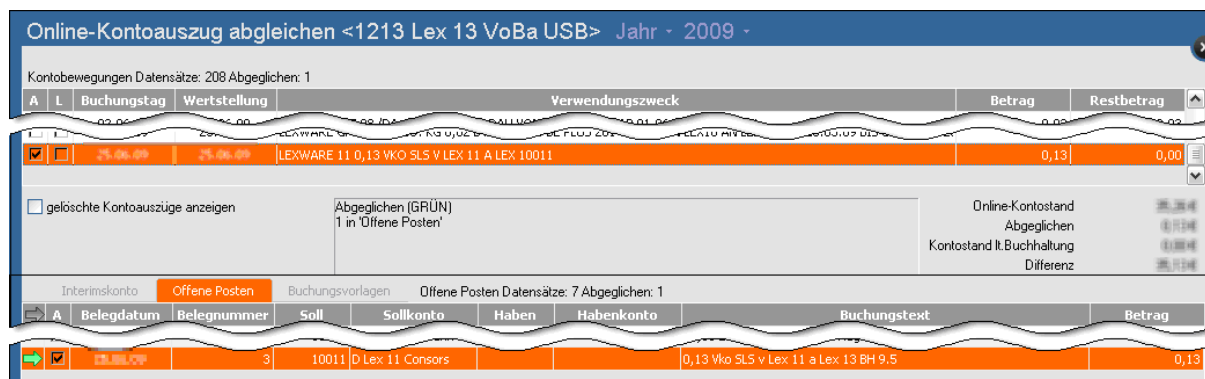 Online-Kontoauszug abgleichen <1213 Lex 13 VoBa USB> Jahr - 2009 -
Kontobewegungen Datensätze: 208 Abgeglichen: 1
A L Buchungstag Wertstellung Verwendungszweck Betrag Restbetrag
LEXWARE 11 0,13 VKO SLS V LEX 11 A LEX 10011 0,13 0,00
gelöschte Kontoauszüge anzeigen
Abgeglichen (GRÜN)
1 in 'Offene Posten'
Online-Kontostand
Abgeglichen
Kontostand lt.Buchhaltung
Differenz
Interimskonto Offene Posten Buchungsvorlagen Offene Posten Datensätze: 7 Abgeglichen: 1
A Belegdatum Belegnummer Soll Sollkonto Haben Habenkonto Buchungstext Betrag
3 10011 D Lex 11 Consors 0,13 Vko SLS v Lex 11 a Lex 13 BH 9.5 0,13